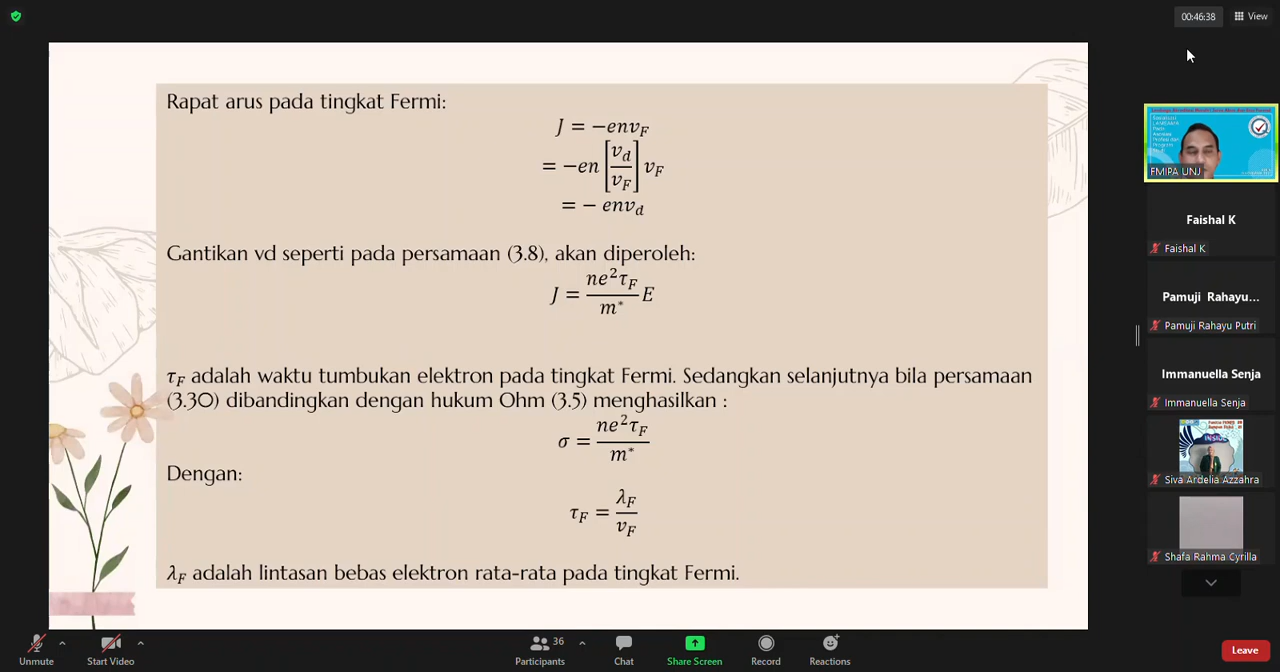 00:46:38
View
Rapat arus pada tingkat Fermi:
J = −env_F
= −en [v_d / v_F] v_F
= − env_d
Gantikan vd seperti pada persamaan (3.8), akan diperoleh:
J = (ne²τ_F / m*) E
τ_F adalah waktu tumbukan elektron pada tingkat Fermi. Sedangkan selanjutnya bila persamaan
(3.30) dibandingkan dengan hukum Ohm (3.5) menghasilkan :
σ = ne²τ_F / m*
Dengan:
τ_F = λ_F / v_F
λ_F adalah lintasan bebas elektron rata-rata pada tingkat Fermi.
FMIPA UNJ
Faishal K
Faishal K
Pamuji Rahayu...
Pamuji Rahayu Putri
Immanuella Senja
Immanuella Senja
Siva Ardelia Azzahra
Shafa Rahma Cyrilla
Unmute
Start Video
Participants
36
Chat
Share Screen
Record
Reactions
Leave